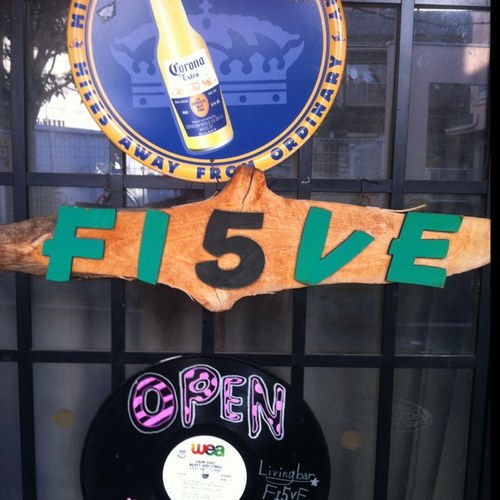 MILES AWAY FROM ORDINARY
Corona
Extra
FI5VE
OPEN
wea
Livingbar
FI5VE